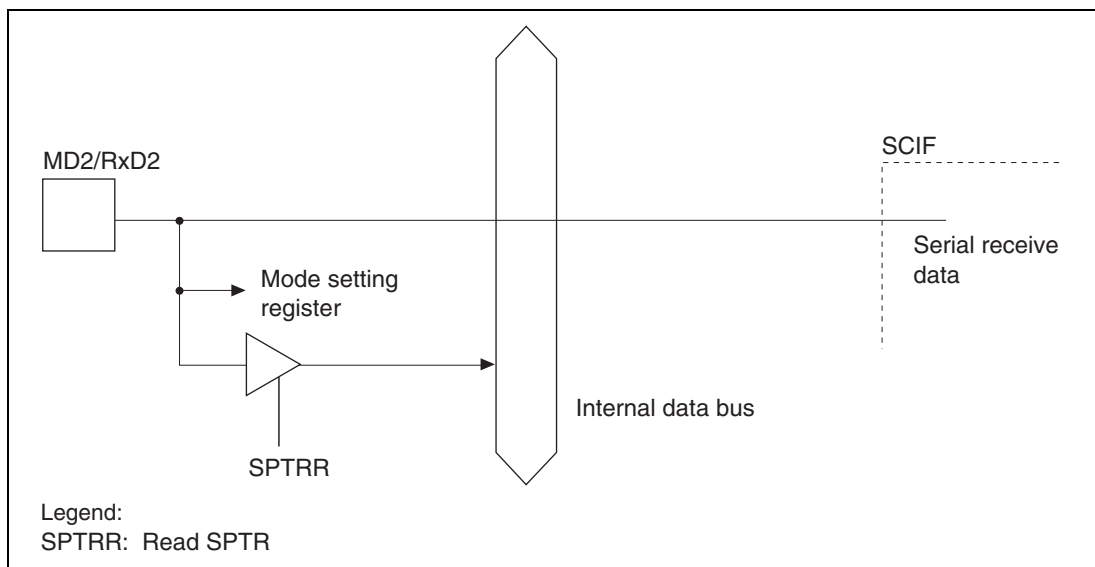 MD2/RxD2
SCIF
Serial receive
data
Mode setting
register
Internal data bus
SPTRR
Legend:
SPTRR: Read SPTR